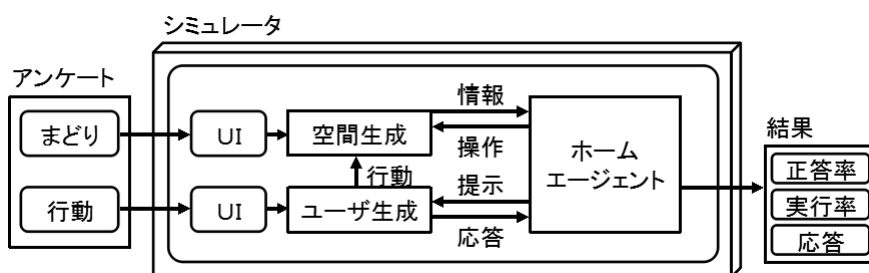 シミュレータ
アンケート
まどり
行動
UI
UI
空間生成
行動
ユーザ生成
情報
操作
提示
応答
ホーム
エージェント
結果
正答率
実行率
応答